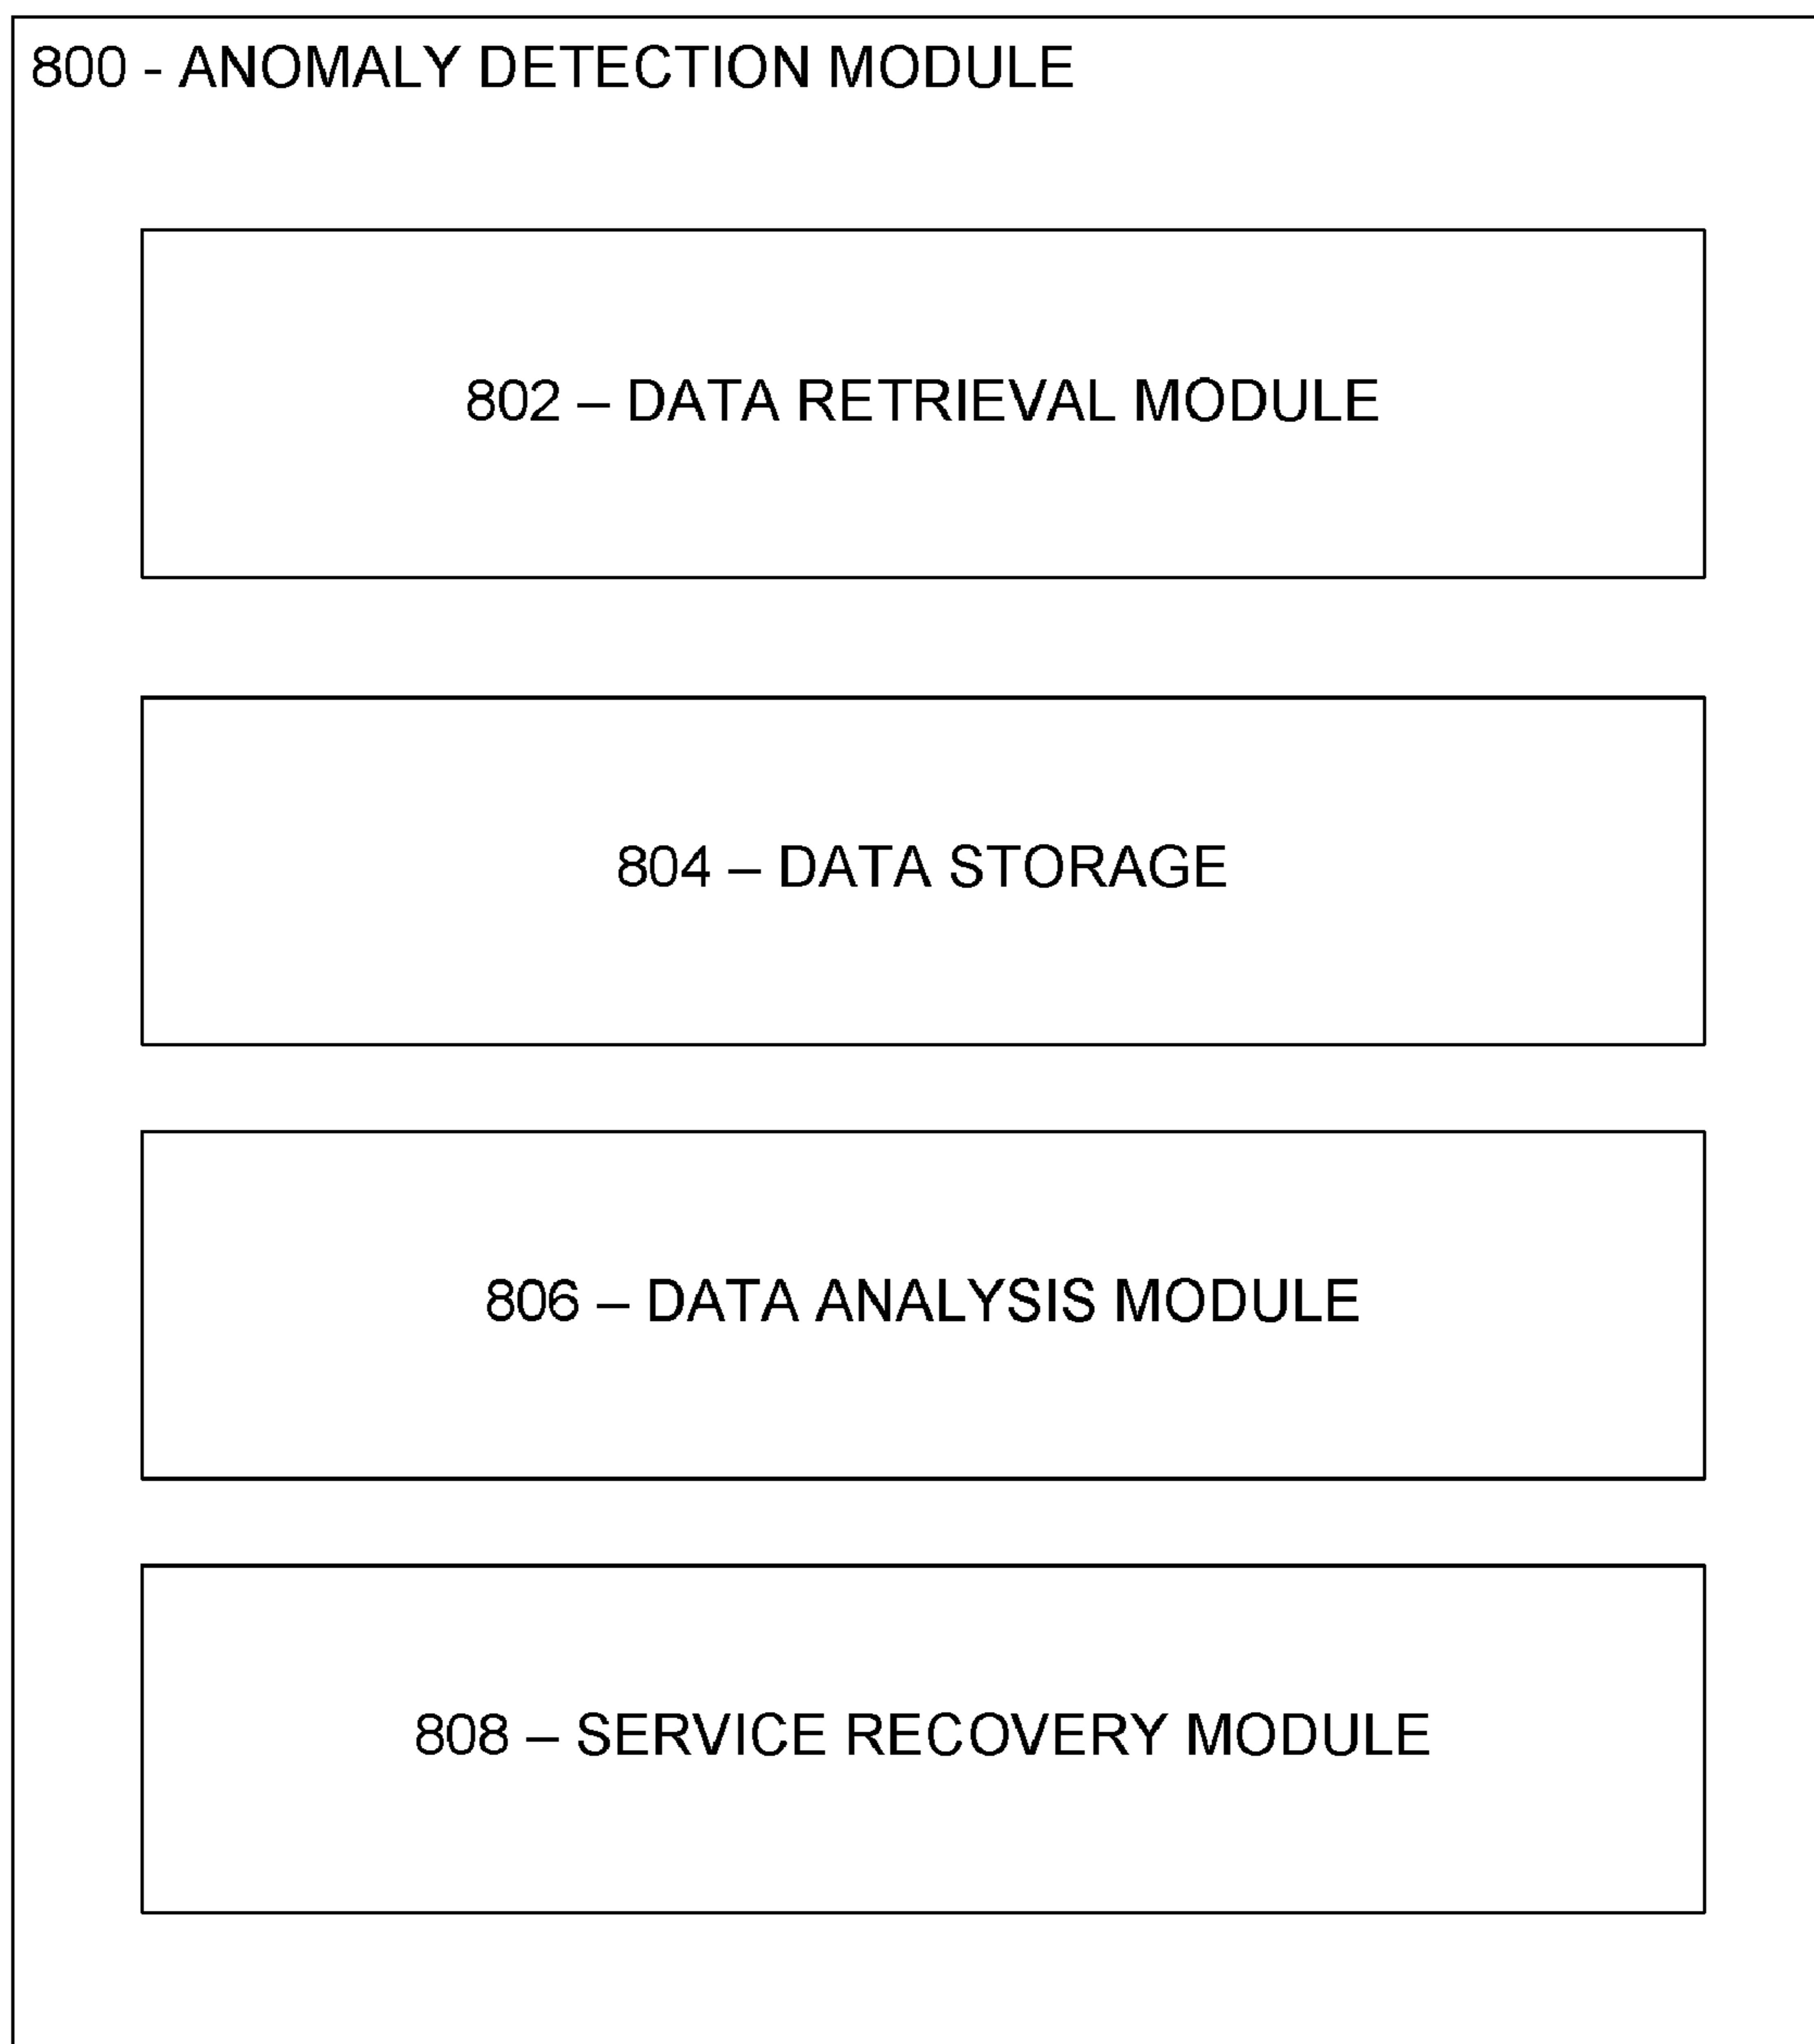 800 - ANOMALY DETECTION MODULE
802 – DATA RETRIEVAL MODULE
804 – DATA STORAGE
806 – DATA ANALYSIS MODULE
808 – SERVICE RECOVERY MODULE